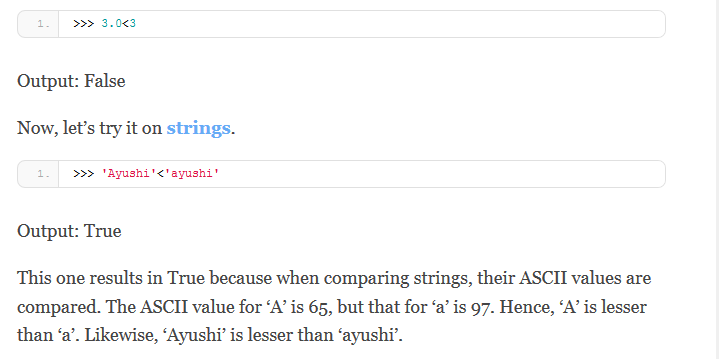 1. >>> 3.0<3
Output: False
Now, let’s try it on strings.
1. >>> 'Ayushi'<'ayushi'
Output: True
This one results in True because when comparing strings, their ASCII values are
compared. The ASCII value for ‘A’ is 65, but that for ‘a’ is 97. Hence, ‘A’ is lesser
than ‘a’. Likewise, ‘Ayushi’ is lesser than ‘ayushi’.